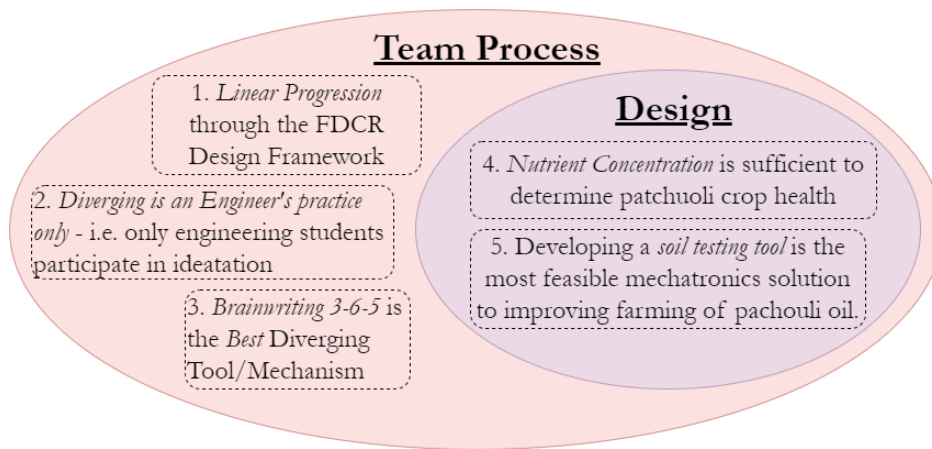 Team Process
1. Linear Progression
through the FDCR
Design Framework
2. Diverging is an Engineer's practice
only - i.e. only engineering students
participate in ideatation
3. Brainwriting 3-6-5 is
the Best Diverging
Tool/Mechanism
Design
4. Nutrient Concentration is sufficient to
determine patchuoli crop health
5. Developing a soil testing tool is the
most feasible mechatronics solution
to improving farming of pachouli oil.